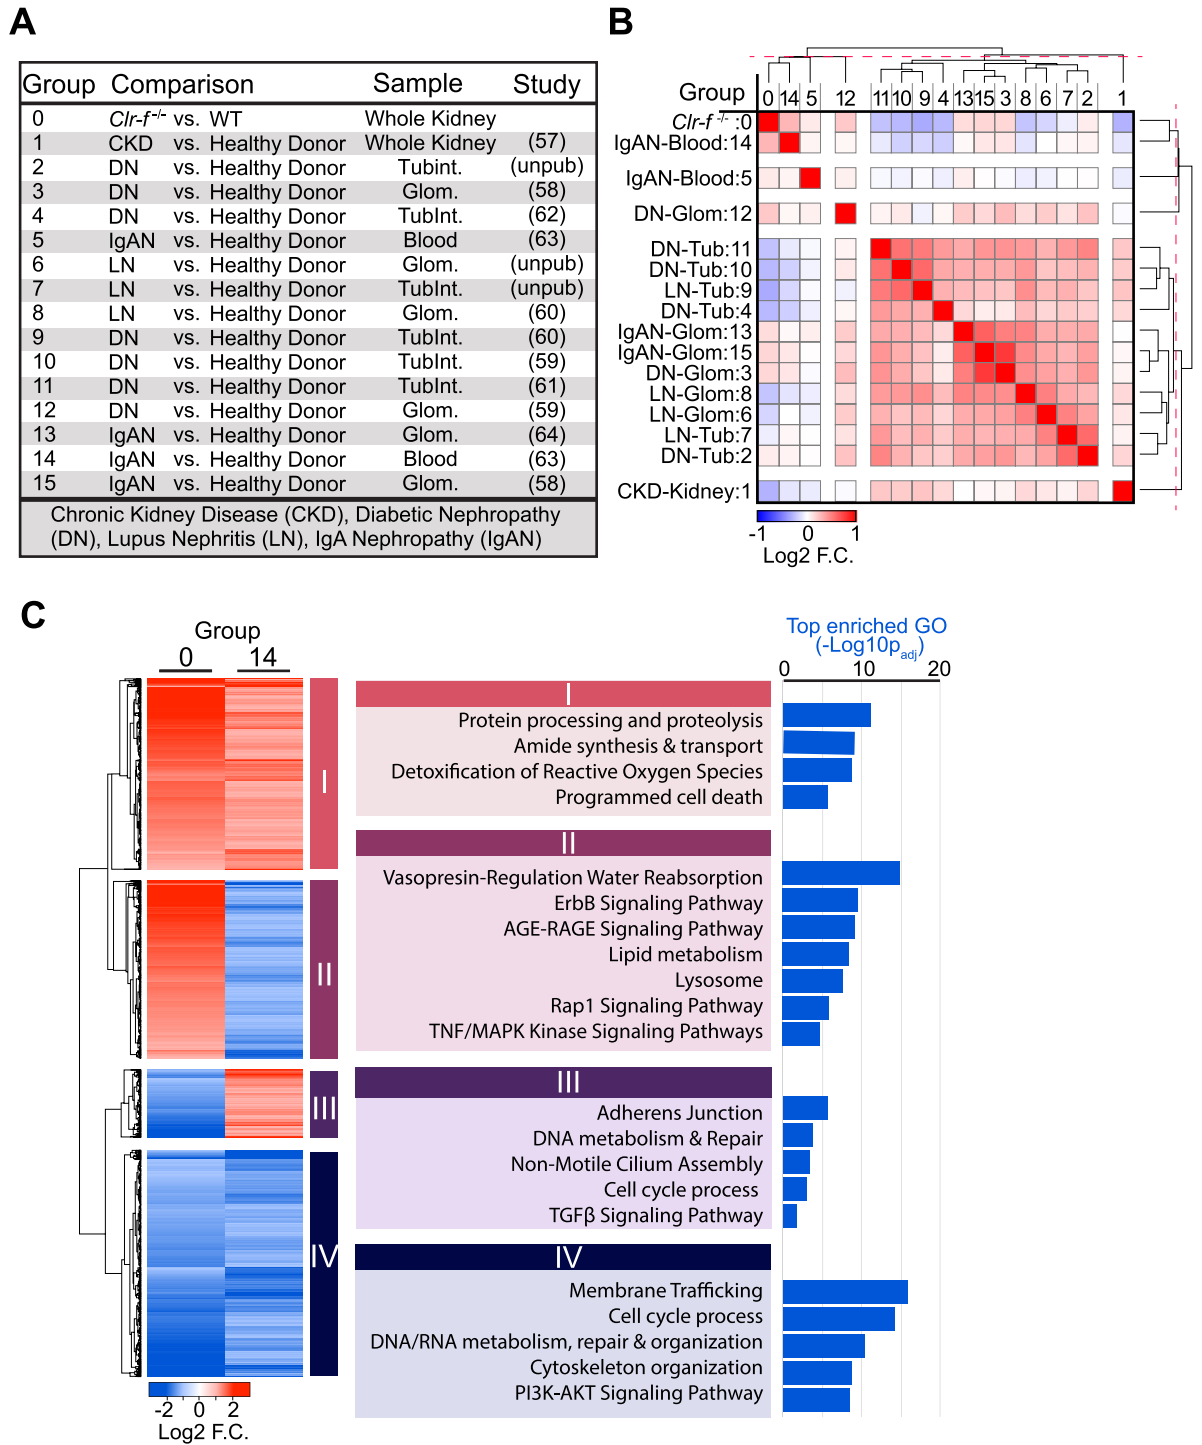 A
Group Comparison Sample Study
0 Clr-f-/- vs. WT Whole Kidney
1 CKD vs. Healthy Donor Whole Kidney (57)
2 DN vs. Healthy Donor Tubint. (unpub)
3 DN vs. Healthy Donor Glom. (58)
4 DN vs. Healthy Donor TubInt. (62)
5 IgAN vs. Healthy Donor Blood (63)
6 LN vs. Healthy Donor Glom. (unpub)
7 LN vs. Healthy Donor TubInt. (unpub)
8 LN vs. Healthy Donor Glom. (60)
9 DN vs. Healthy Donor TubInt. (60)
10 DN vs. Healthy Donor TubInt. (59)
11 DN vs. Healthy Donor TubInt. (61)
12 DN vs. Healthy Donor Glom. (59)
13 IgAN vs. Healthy Donor Glom. (64)
14 IgAN vs. Healthy Donor Blood (63)
15 IgAN vs. Healthy Donor Glom. (58)
Chronic Kidney Disease (CKD), Diabetic Nephropathy
(DN), Lupus Nephritis (LN), IgA Nephropathy (IgAN)
B
Group 0 14 5 12 11 10 9 4 13 15 3 8 6 7 2 1
Clr-f-/-:0
IgAN-Blood:14
IgAN-Blood:5
DN-Glom:12
DN-Tub:11
DN-Tub:10
LN-Tub:9
DN-Tub:4
IgAN-Glom:13
IgAN-Glom:15
DN-Glom:3
LN-Glom:8
LN-Glom:6
LN-Tub:7
DN-Tub:2
CKD-Kidney:1
-1 0 1
Log2 F.C.
C
Group
0 14
I
II
III
IV
-2 0 2
Log2 F.C.
Top enriched GO
(-Log10padj)
0 10 20
I
Protein processing and proteolysis
Amide synthesis & transport
Detoxification of Reactive Oxygen Species
Programmed cell death
II
Vasopresin-Regulation Water Reabsorption
ErbB Signaling Pathway
AGE-RAGE Signaling Pathway
Lipid metabolism
Lysosome
Rap1 Signaling Pathway
TNF/MAPK Kinase Signaling Pathways
III
Adherens Junction
DNA metabolism & Repair
Non-Motile Cilium Assembly
Cell cycle process
TGFβ Signaling Pathway
IV
Membrane Trafficking
Cell cycle process
DNA/RNA metabolism, repair & organization
Cytoskeleton organization
PI3K-AKT Signaling Pathway